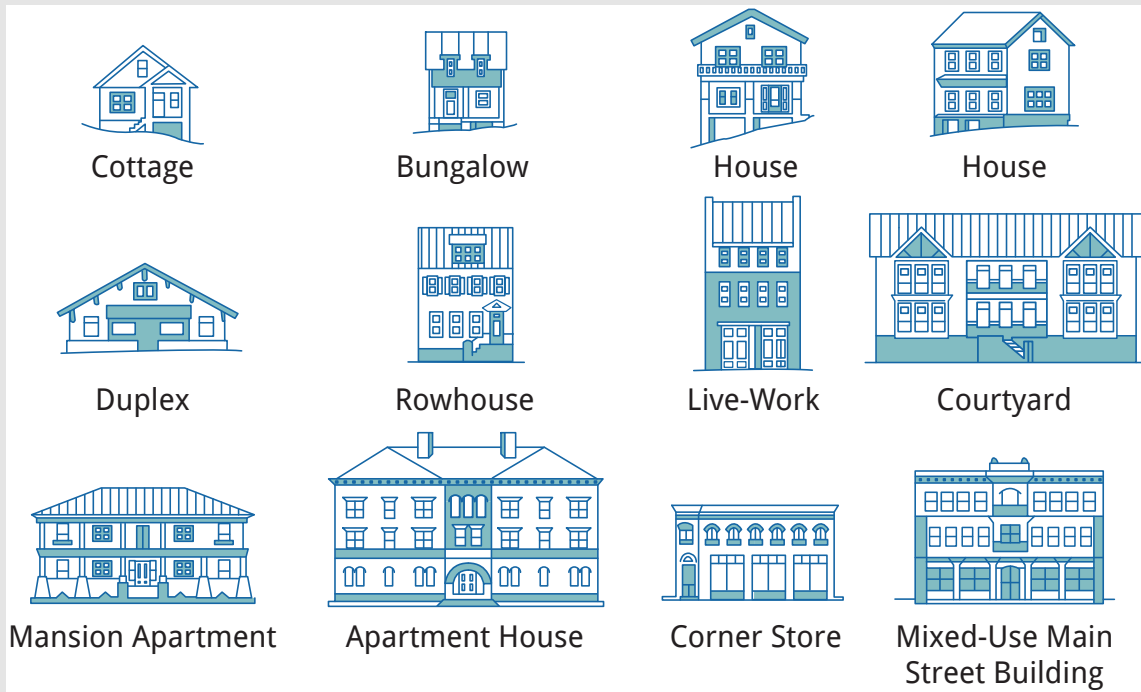 Cottage
Bungalow
House
House
Duplex
Rowhouse
Live-Work
Courtyard
Mansion Apartment
Apartment House
Corner Store
Mixed-Use Main
Street Building